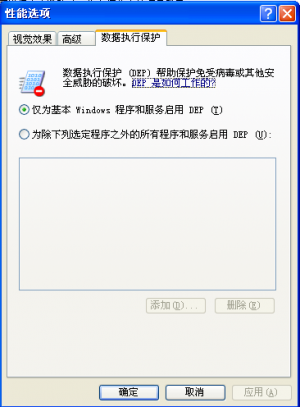 性能选项
视觉效果 高级 数据执行保护
数据执行保护 (DEP) 帮助保护免受病毒或其他安
全威胁的破坏。DEP 是如何工作的?
仅为基本 Windows 程序和服务启用 DEP (T)
为除下列选定程序之外的所有程序和服务启用 DEP (U):
添加(D)... 删除(E)
确定 取消 应用(A)